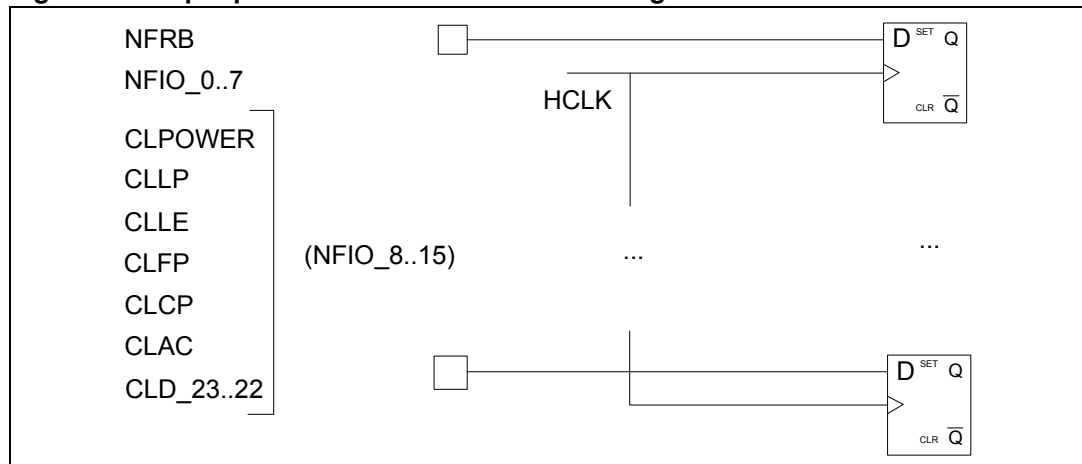 NFRB
NFIO_0..7
CLPOWER
CLLP
CLLE
CLFP
CLCP
CLAC
CLD_23..22
(NFIO_8..15)
HCLK
...
...
D SET Q
CLR Q
D SET Q
CLR Q